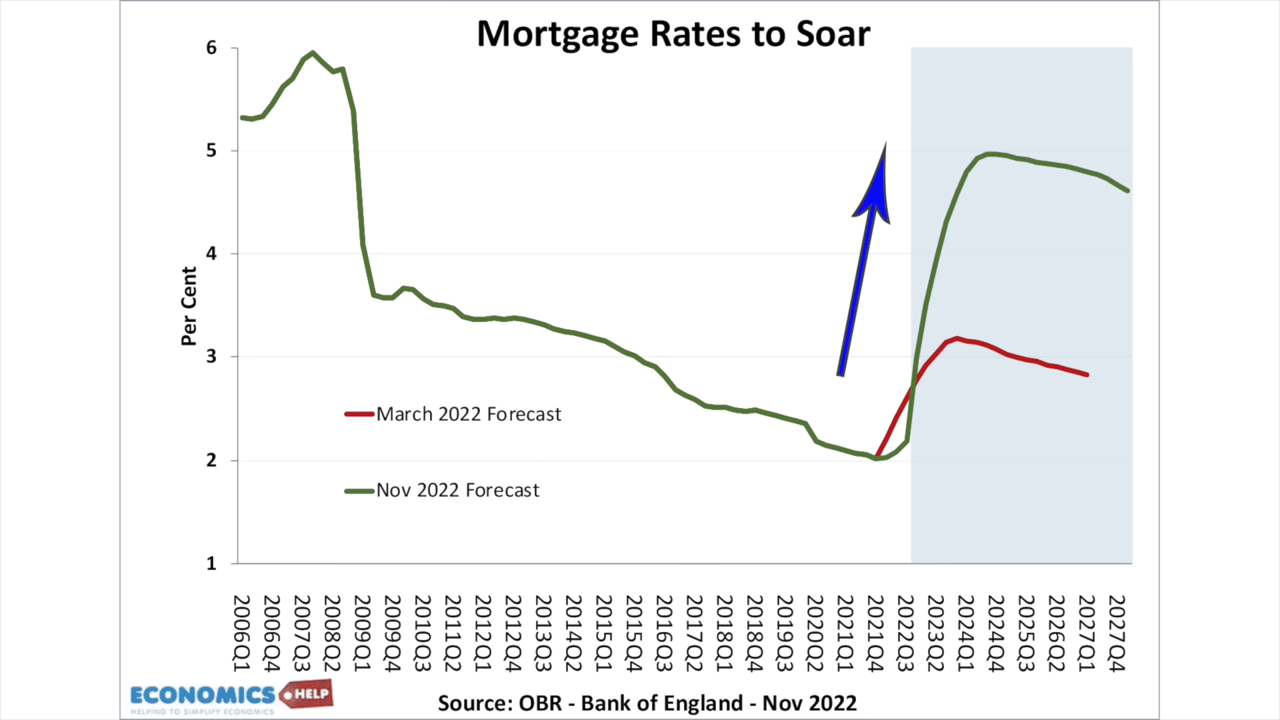 Mortgage Rates to Soar
6
5
4
3
2
1
Per Cent
March 2022 Forecast
Nov 2022 Forecast
2006Q1
2006Q4
2007Q3
2008Q2
2009Q1
2009Q4
2010Q3
2011Q2
2012Q1
2012Q4
2013Q3
2014Q2
2015Q1
2015Q4
2016Q3
2017Q2
2018Q1
2018Q4
2019Q3
2020Q2
2021Q1
2021Q4
2022Q3
2023Q2
2024Q1
2024Q4
2025Q3
2026Q2
2027Q1
2027Q4
ECONOMICS HELP
HELPING TO SIMPLIFY ECONOMICS
Source: OBR - Bank of England - Nov 2022